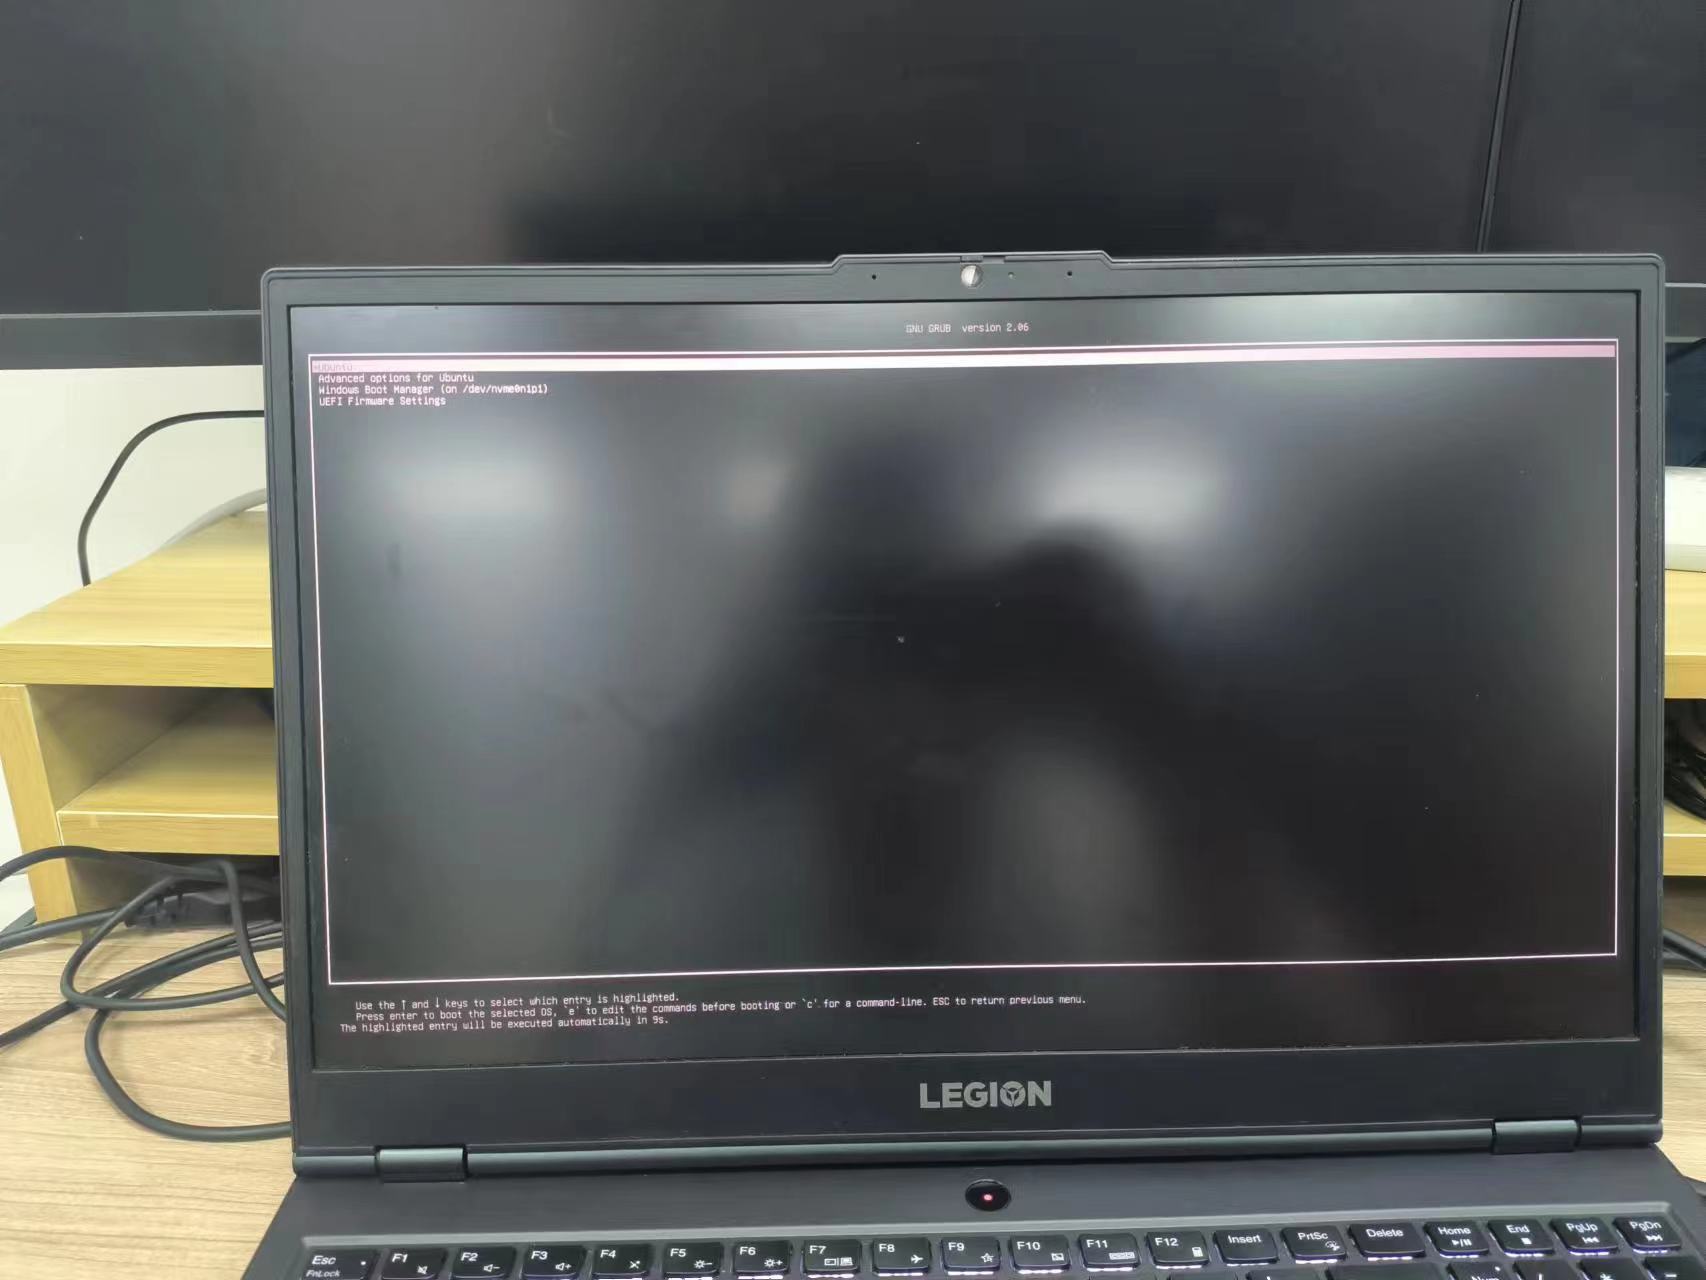 GNU GRUB version 2.06
*Ubuntu
Advanced options for Ubuntu
Windows Boot Manager (on /dev/nvme0n1p1)
UEFI Firmware Settings
Use the ↑ and ↓ keys to select which entry is highlighted.
Press enter to boot the selected OS, `e' to edit the commands before booting or `c' for a command-line. ESC to return previous menu.
The highlighted entry will be executed automatically in 9s.
LEGION
Esc F1 F2 F3 F4 F5 F6 F7 F8 F9 F10 F11 F12 Insert PrtSc Delete Home End PgUp PgDn
FnLock